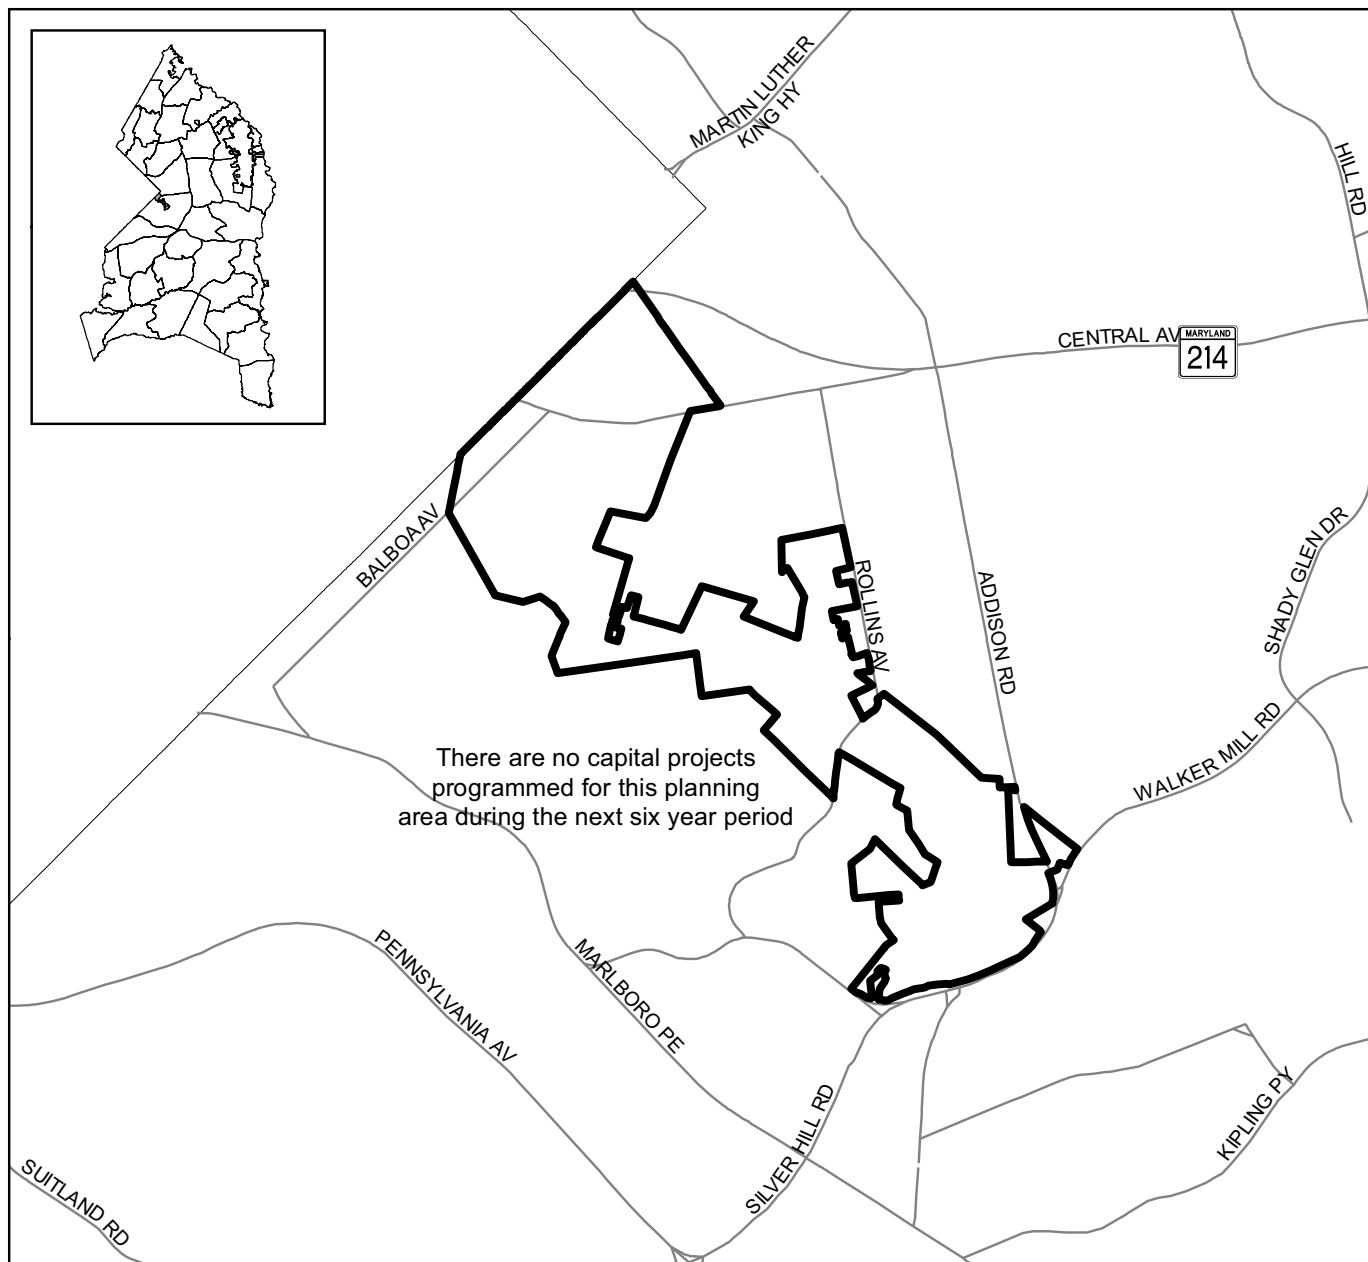 MARTIN LUTHER
KING HY
HILL RD
CENTRAL AV
MARYLAND
214
BALBOA AV
ROLLINS AV
ADDISON RD
SHADY GLEN DR
WALKER MILL RD
There are no capital projects
programmed for this planning
area during the next six year period
PENNSYLVANIA AV
MARLBORO PE
SILVER HILL RD
KIPLING PY
SUITLAND RD